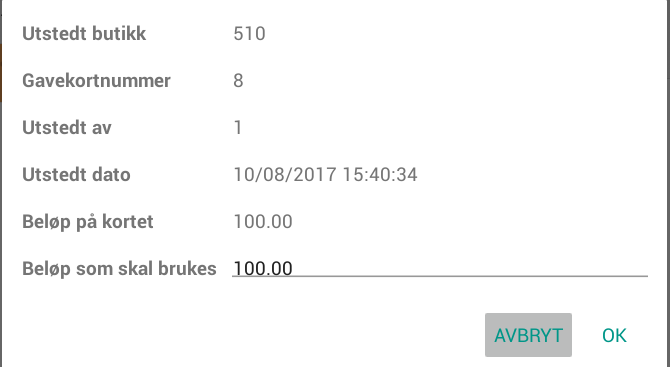 Utstedt butikk 510
Gavekortnummer 8
Utstedt av 1
Utstedt dato 10/08/2017 15:40:34
Beløp på kortet 100.00
Beløp som skal brukes 100.00
AVBRYT OK